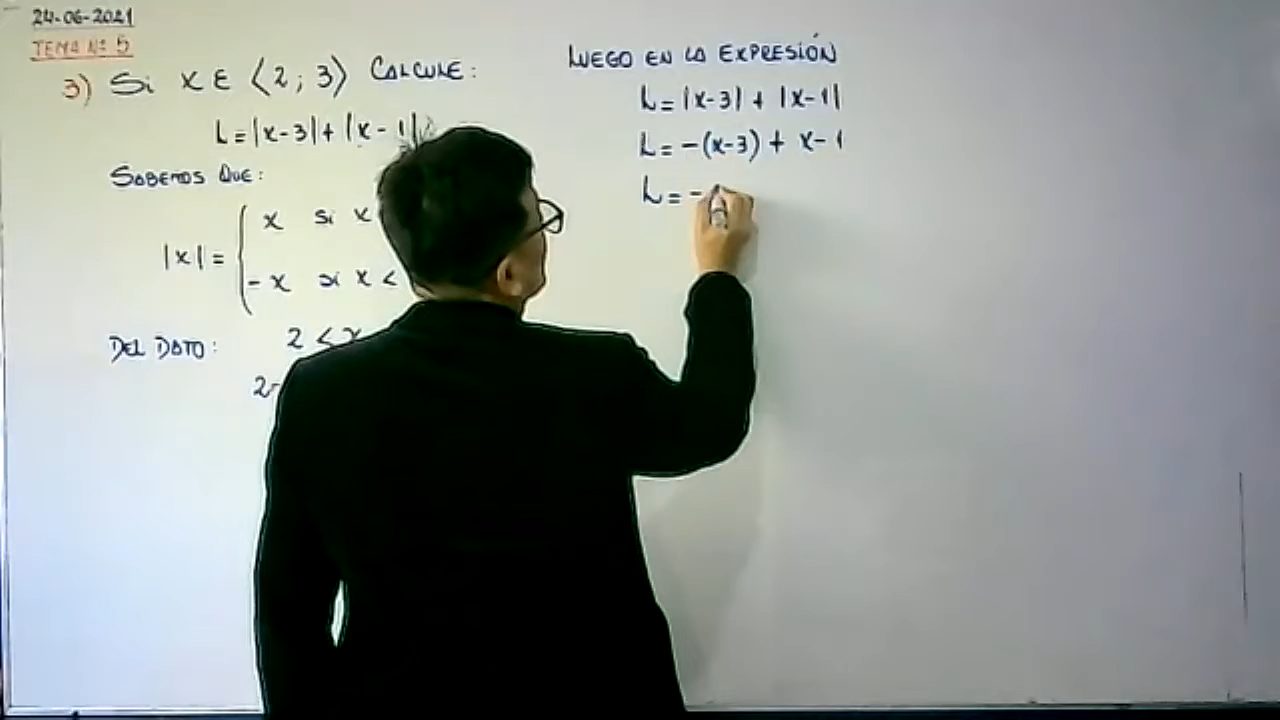 24-06-2021
TEMA Nº 5
3) Si x ∈ ⟨2; 3⟩ CALCULE:
L = |x-3| + |x-1|
SABEMOS QUE:
|x| =
x si x
-x si x <
DEL DATO: 2 < x
2-
LUEGO EN LA EXPRESIÓN
L = |x-3| + |x-1|
L = -(x-3) + x-1
L = -